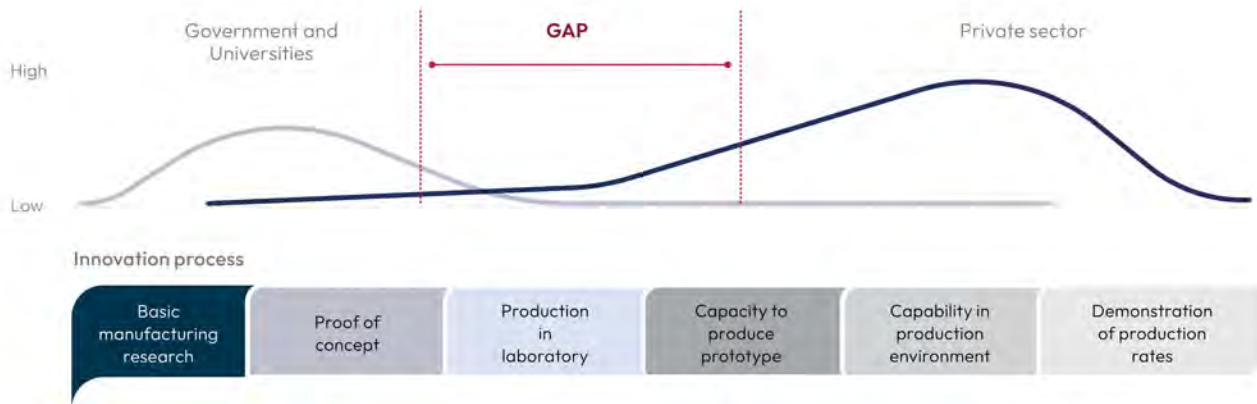 Government and
Universities
GAP
Private sector
High
Low
Innovation process
Basic
manufacturing
research
Proof of
concept
Production
in
laboratory
Capacity to
produce
prototype
Capability in
production
environment
Demonstration
of production
rates